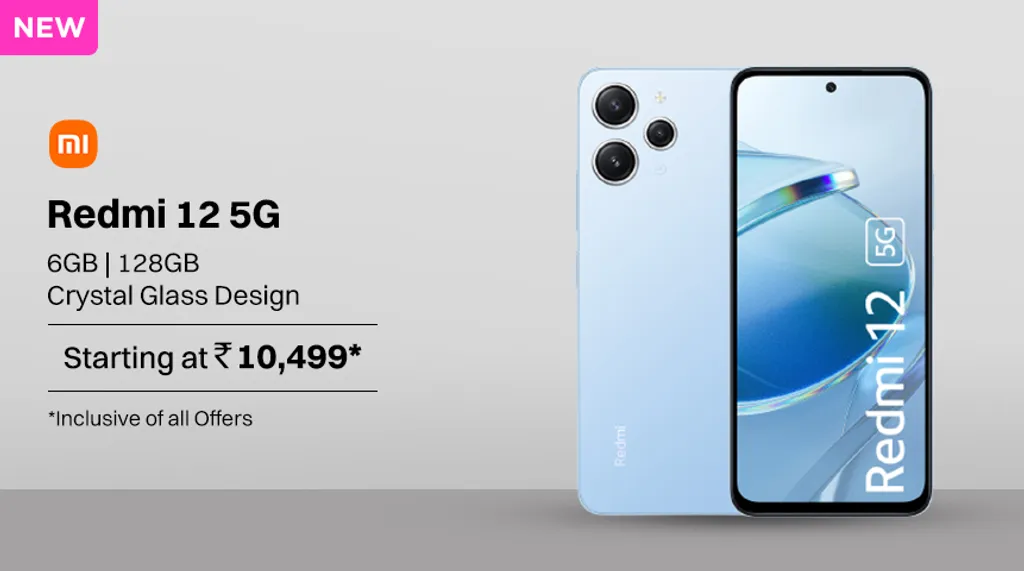 NEW
mi
Redmi 12 5G
6GB | 128GB
Crystal Glass Design
Starting at ₹ 10,499*
*Inclusive of all Offers
Redmi
Redmi 12 5G